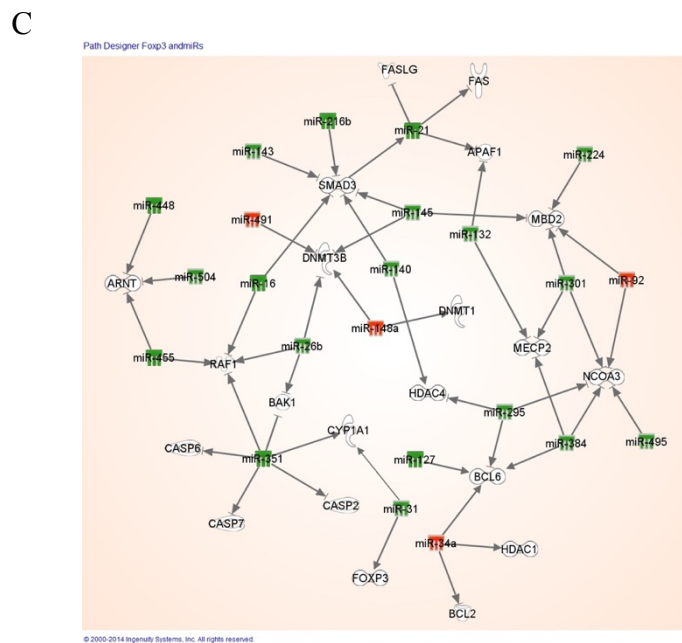 C
Path Designer Foxp3 andmiRs
FASLG
FAS
miR-216b
miR-21
miR-143
APAF1
miR-224
SMAD3
miR-448
miR-491
miR-145
MBD2
miR-132
DNMT3B
miR-504
miR-140
ARNT
miR-16
miR-301
miR-92
DNMT1
miR-148a
miR-26b
MECP2
miR-455
RAF1
NCOA3
BAK1
HDAC4
miR-295
CYP1A1
miR-384
miR-495
CASP6
miR-351
miR-127
BCL6
CASP2
miR-31
CASP7
miR-34a
HDAC1
FOXP3
BCL2
© 2000-2014 Ingenuity Systems, Inc. All rights reserved.